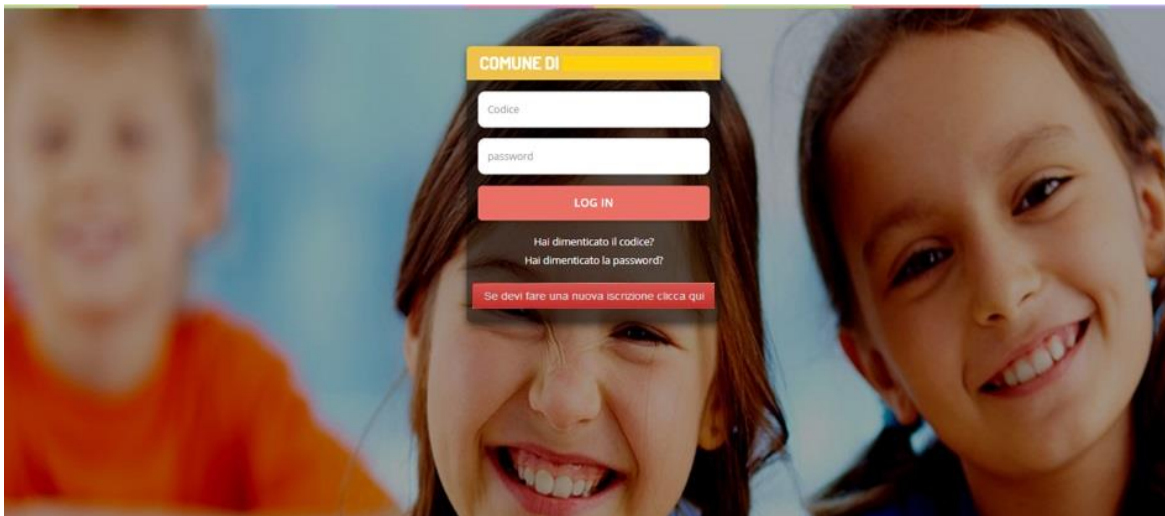 COMUNE DI
Codice
password
LOG IN
Hai dimenticato il codice?
Hai dimenticato la password?
Se devi fare una nuova iscrizione clicca qui